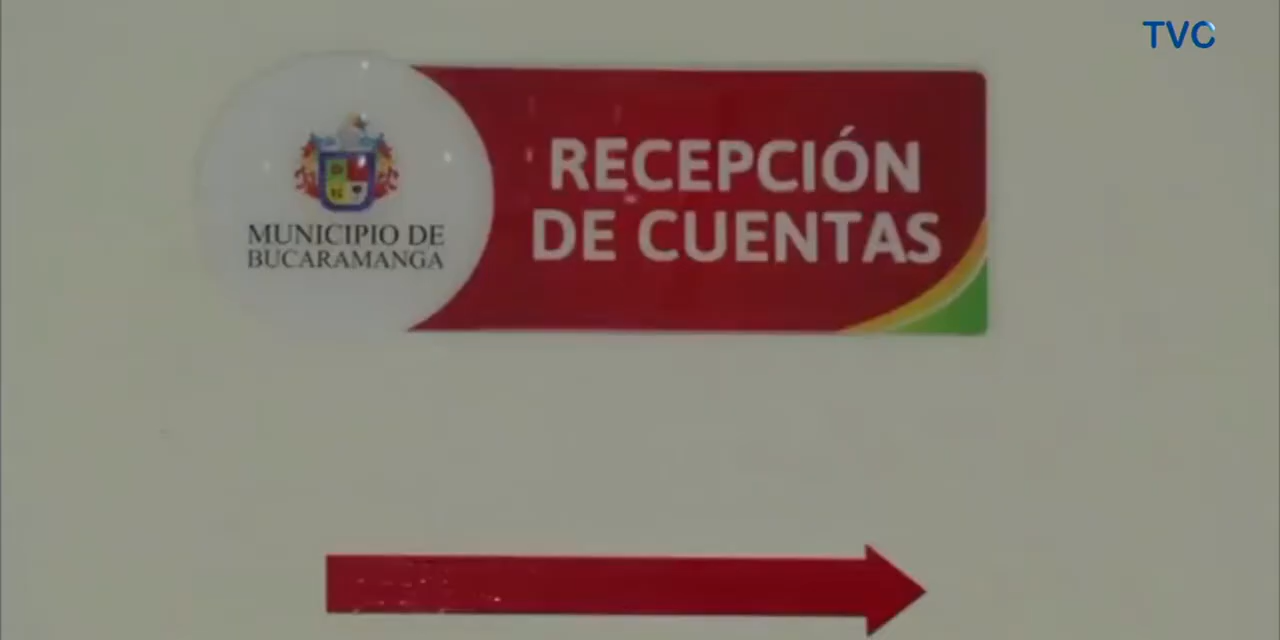 TVC
RECEPCIÓN
DE CUENTAS
MUNICIPIO DE
BUCARAMANGA